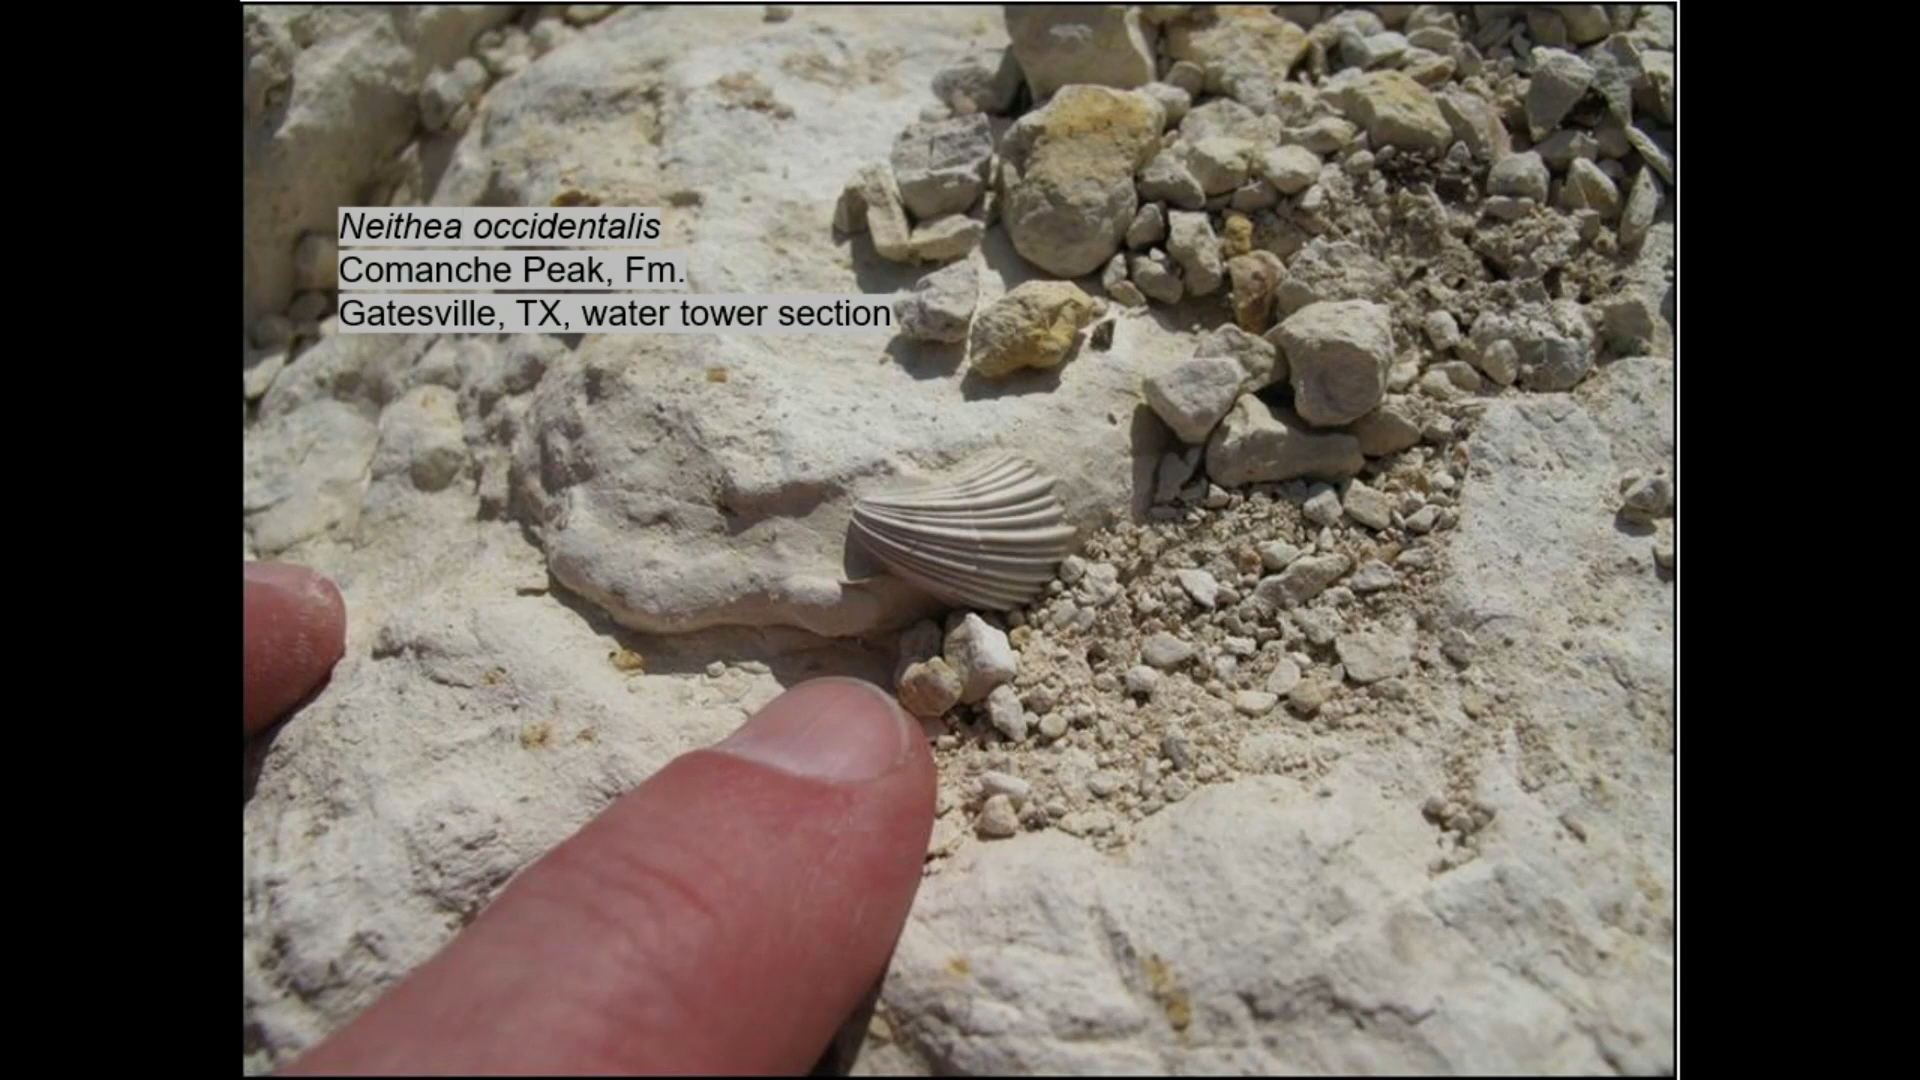 Neithea occidentalis
Comanche Peak, Fm.
Gatesville, TX, water tower section